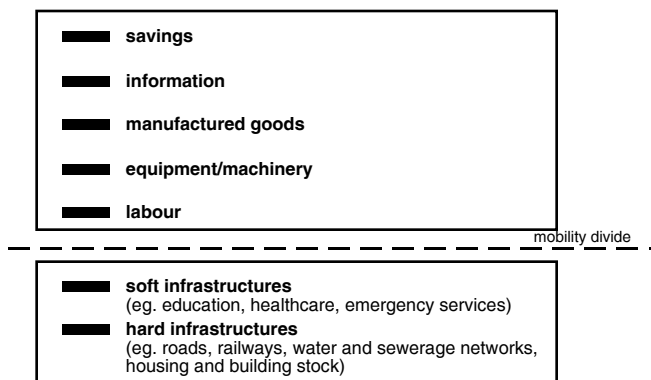 savings
information
manufactured goods
equipment/machinery
labour
mobility divide
soft infrastructures
(eg. education, healthcare, emergency services)
hard infrastructures
(eg. roads, railways, water and sewerage networks,
housing and building stock)